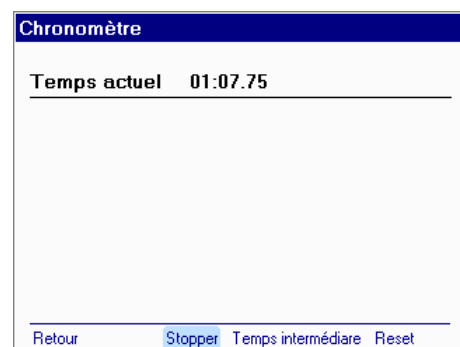 Chronomètre
Temps actuel 01:07.75
Retour Stopper Temps intermédiare Reset